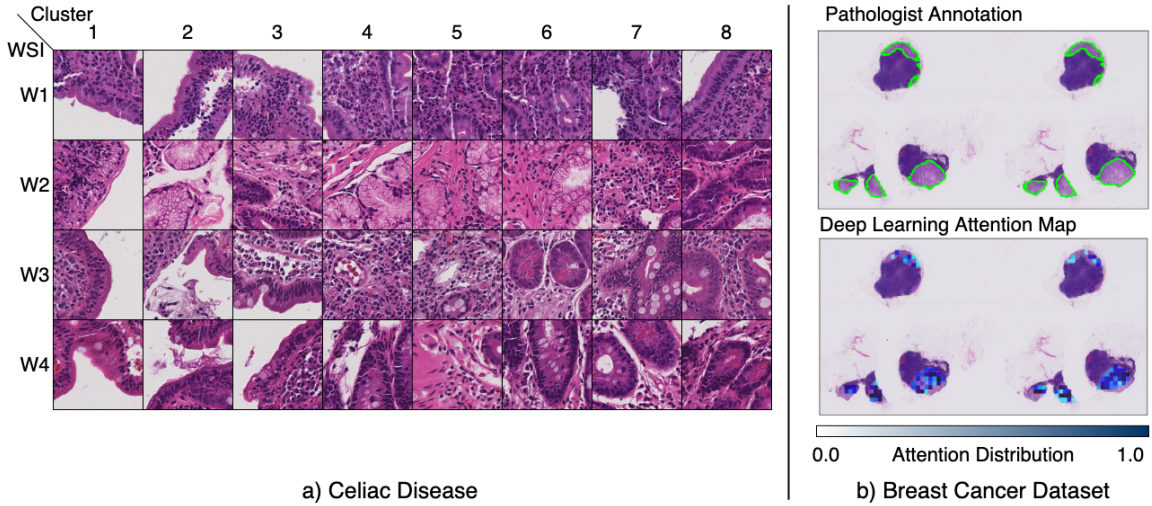 Cluster
WSI
1 2 3 4 5 6 7 8
W1
W2
W3
W4
a) Celiac Disease
Pathologist Annotation
Deep Learning Attention Map
0.0 Attention Distribution 1.0
b) Breast Cancer Dataset